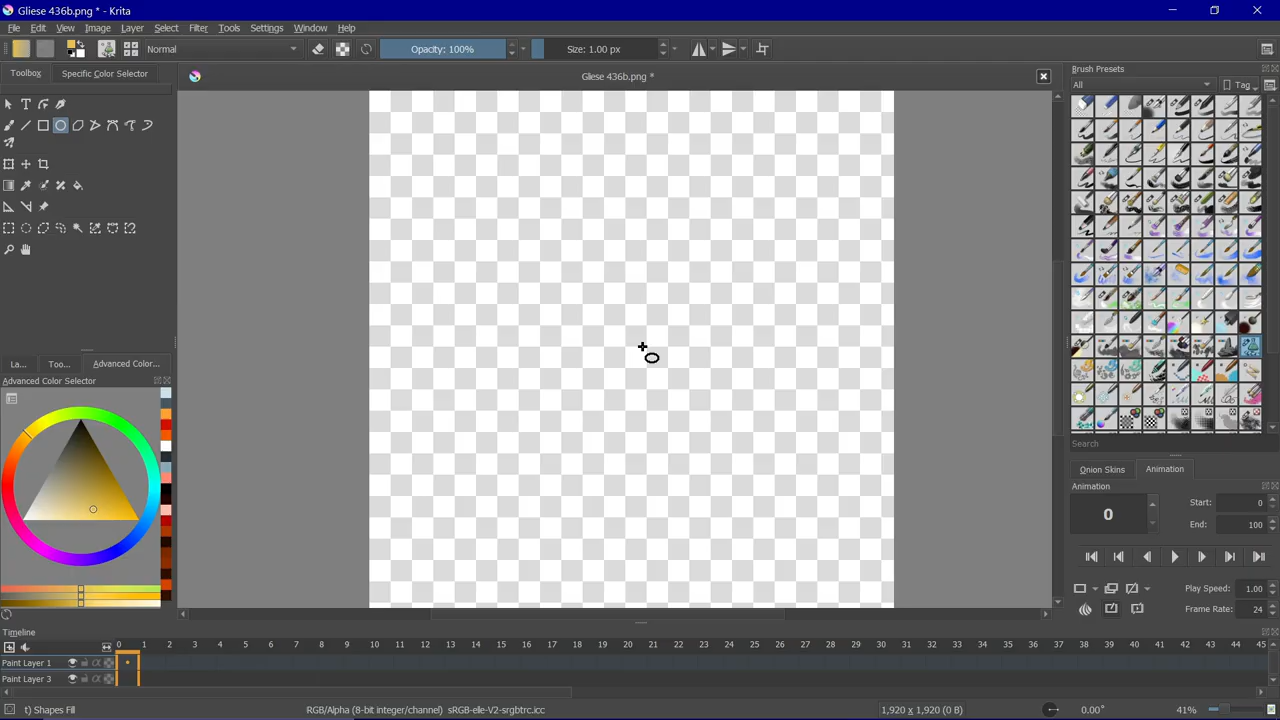 Gliese 436b.png * - Krita
File Edit View Image Layer Select Filter Tools Settings Window Help
Normal
Opacity: 100%
Size: 1.00 px
Toolbox
Specific Color Selector
Gliese 436b.png *
Brush Presets
All
Tag
La...
Too...
Advanced Color...
Advanced Color Selector
Search
Onion Skins
Animation
Animation
0
Start: 0
End: 100
Play Speed: 1.00
Frame Rate: 24
Timeline
0 1 2 3 4 5 6 7 8 9 10 11 12 13 14 15 16 17 18 19 20 21 22 23 24 25 26 27 28 29 30 31 32 33 34 35 36 37 38 39 40 41 42 43 44 45
Paint Layer 1
Paint Layer 3
t) Shapes Fill
RGB/Alpha (8-bit integer/channel) sRGB-elle-V2-srgbtrc.icc
1,920 x 1,920 (0 B)
0.00°
41%